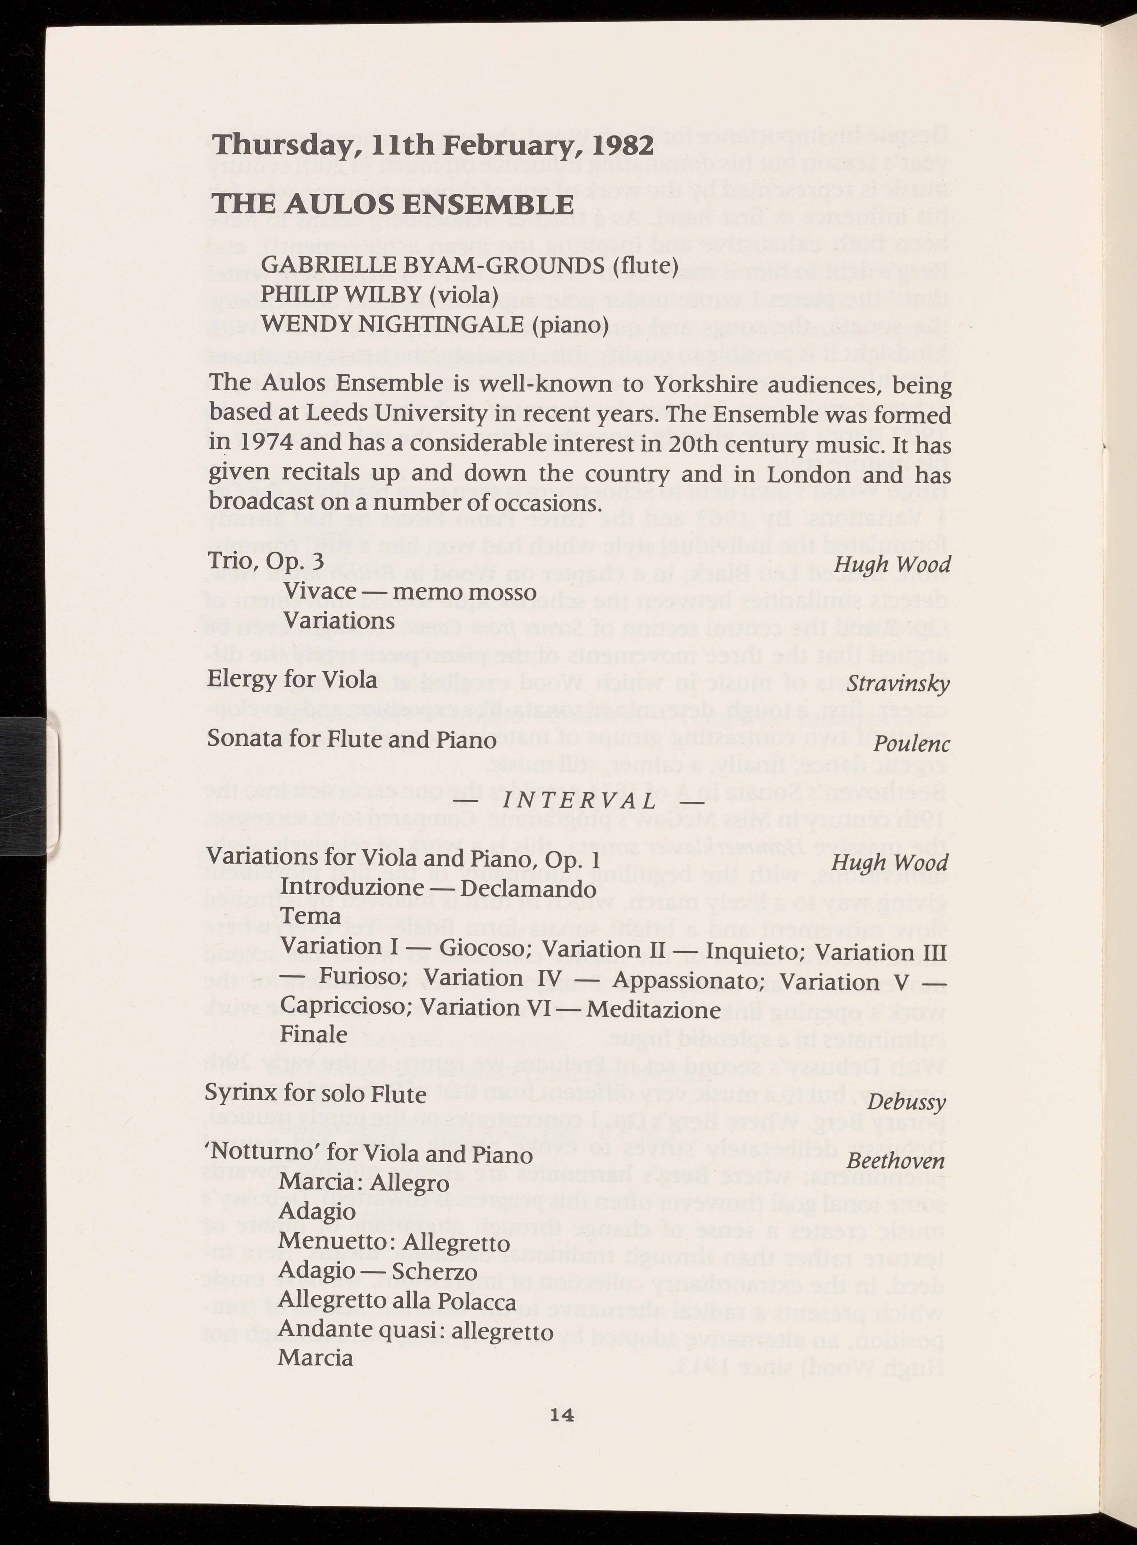 Thursday, 11th February, 1982
THE AULOS ENSEMBLE
GABRIELLE BYAM-GROUNDS (flute)
PHILIP WILBY (viola)
WENDY NIGHTINGALE (piano)
The Aulos Ensemble is well-known to Yorkshire audiences, being
based at Leeds University in recent years. The Ensemble was formed
in 1974 and has a considerable interest in 20th century music. It has
given recitals up and down the country and in London and has
broadcast on a number of occasions.
Trio, Op. 3 Hugh Wood
Vivace — memo mosso
Variations
Elergy for Viola Stravinsky
Sonata for Flute and Piano Poulenc
— INTERVAL —
Variations for Viola and Piano, Op. 1 Hugh Wood
Introduzione — Declamando
Tema
Variation I — Giocoso; Variation II — Inquieto; Variation III
— Furioso; Variation IV — Appassionato; Variation V —
Capriccioso; Variation VI — Meditazione
Finale
Syrinx for solo Flute Debussy
‘Notturno’ for Viola and Piano Beethoven
Marcia: Allegro
Adagio
Menuetto: Allegretto
Adagio — Scherzo
Allegretto alla Polacca
Andante quasi: allegretto
Marcia
14